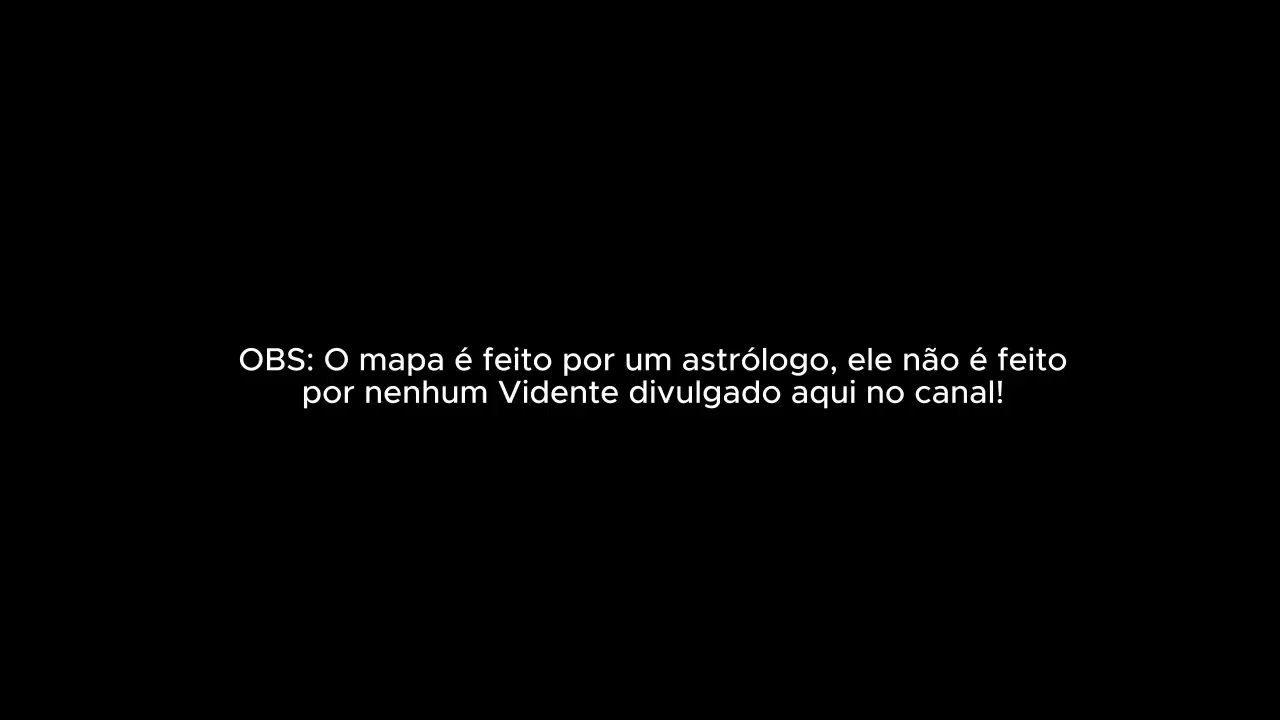 OBS: O mapa é feito por um astrólogo, ele não é feito
por nenhum Vidente divulgado aqui no canal!